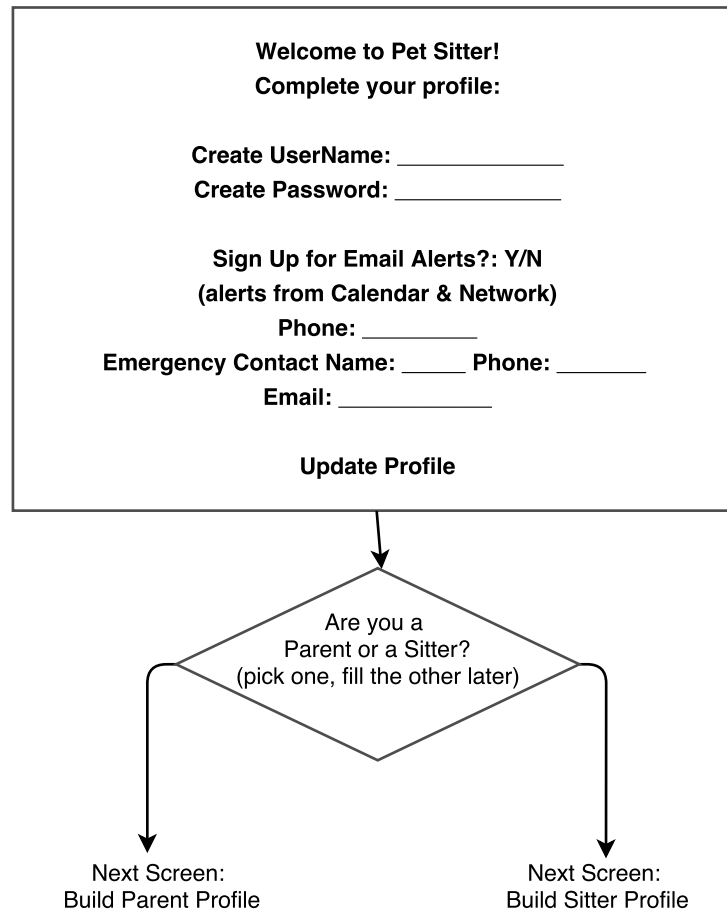 Welcome to Pet Sitter!
Complete your profile:
Create UserName: _____________
Create Password: _____________
Sign Up for Email Alerts?: Y/N
(alerts from Calendar & Network)
Phone: _________
Emergency Contact Name: _____ Phone: _______
Email: ____________
Update Profile
Are you a
Parent or a Sitter?
(pick one, fill the other later)
Next Screen:
Build Parent Profile
Next Screen:
Build Sitter Profile